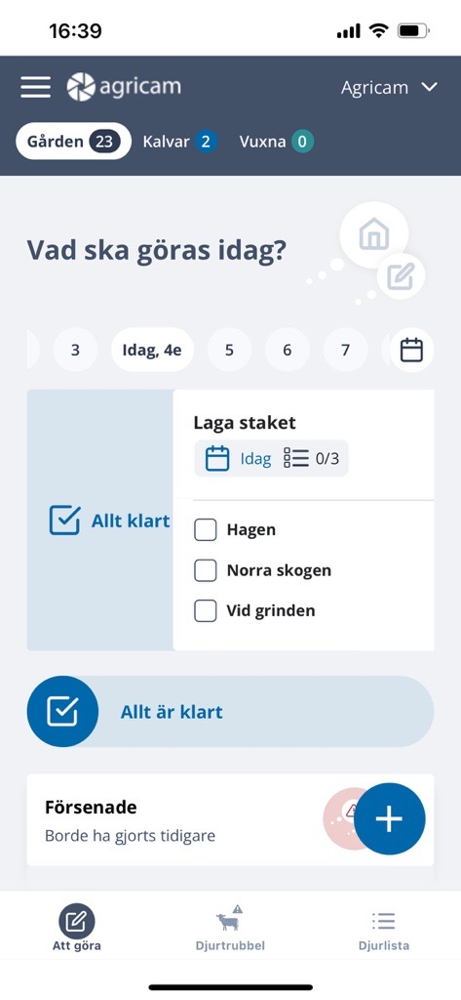 16:39
agricam
Agricam
Gården 23 Kalvar 2 Vuxna 0
Vad ska göras idag?
3 Idag, 4e 5 6 7
Laga staket
Idag 0/3
Allt klart
Hagen
Norra skogen
Vid grinden
Allt är klart
Försenade
Borde ha gjorts tidigare
Att göra Djurtrubbel Djurlista